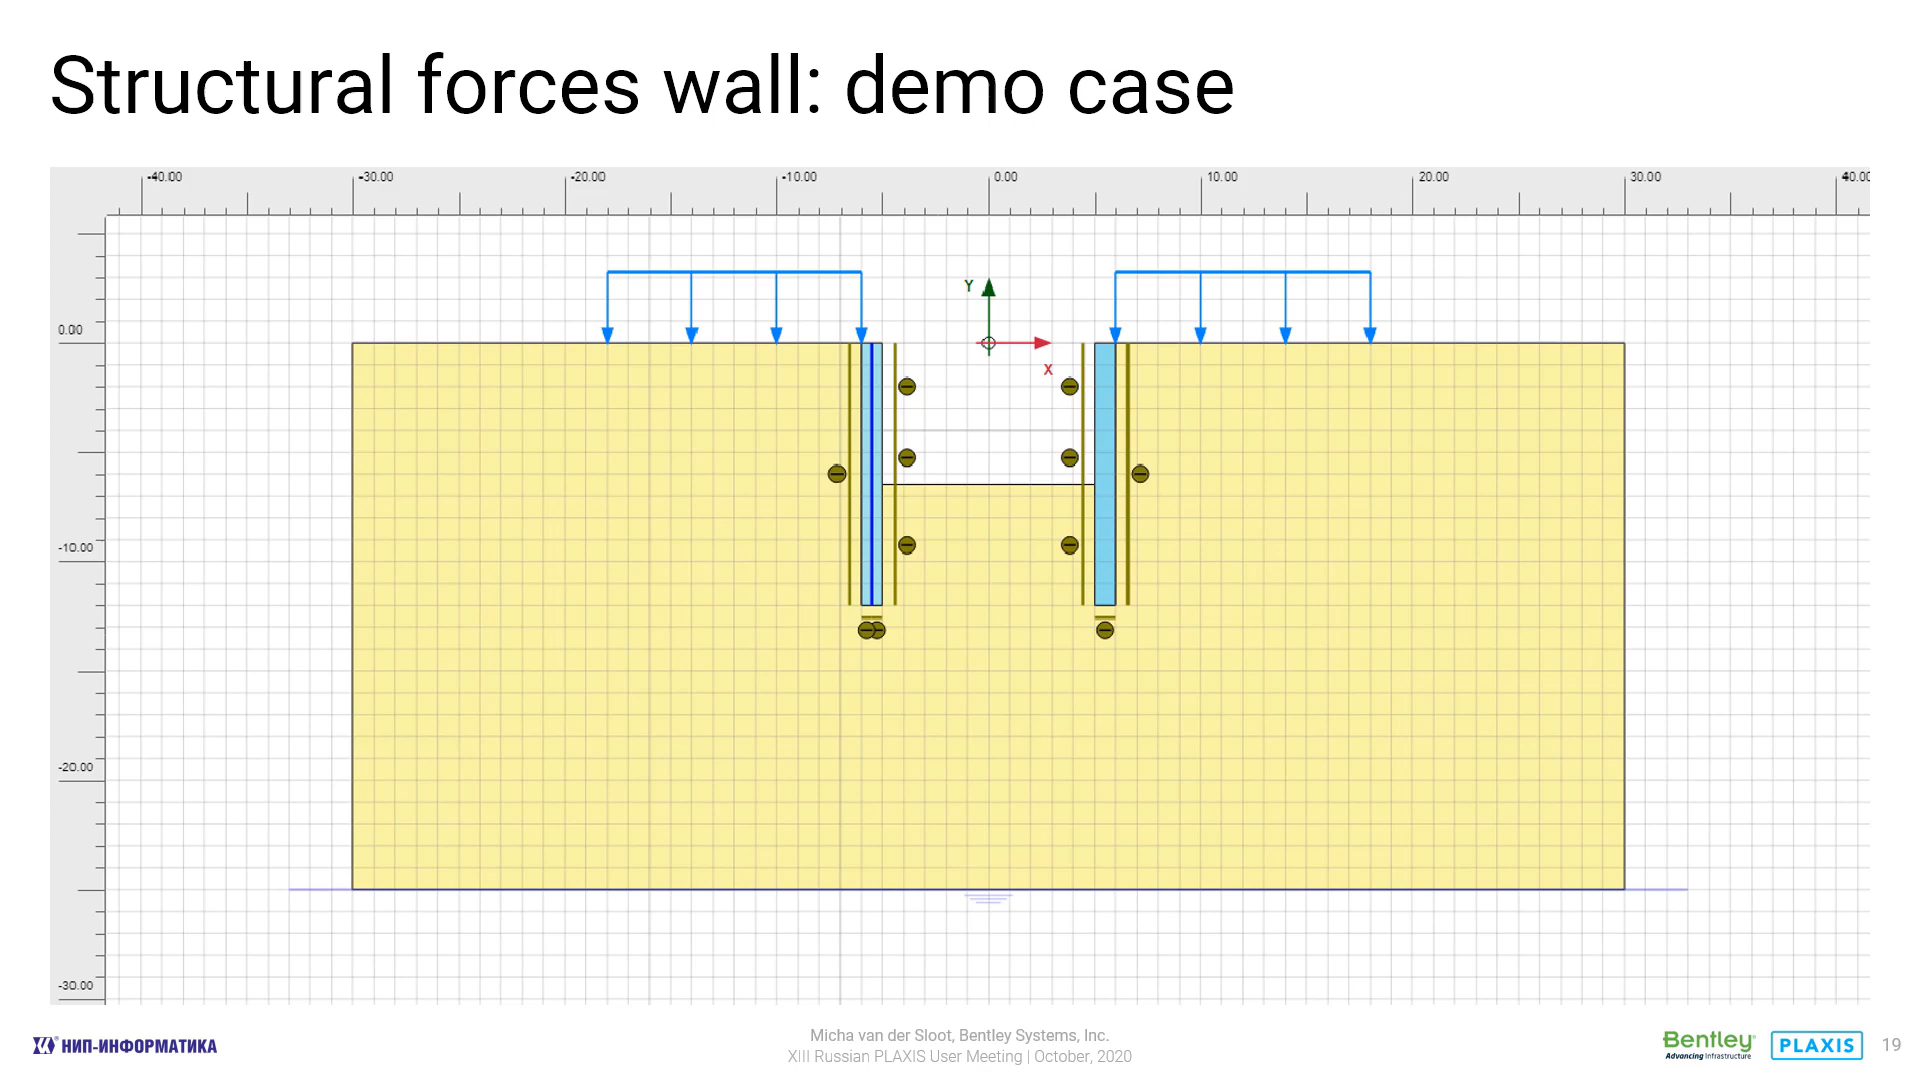 Structural forces wall: demo case
-40.00 -30.00 -20.00 -10.00 0.00 10.00 20.00 30.00 40.00
Y
0.00
X
-10.00
-20.00
-30.00
НИП-ИНФОРМАТИКА
Micha van der Sloot, Bentley Systems, Inc.
XIII Russian PLAXIS User Meeting | October, 2020
Bentley®
Advancing Infrastructure
PLAXIS
19